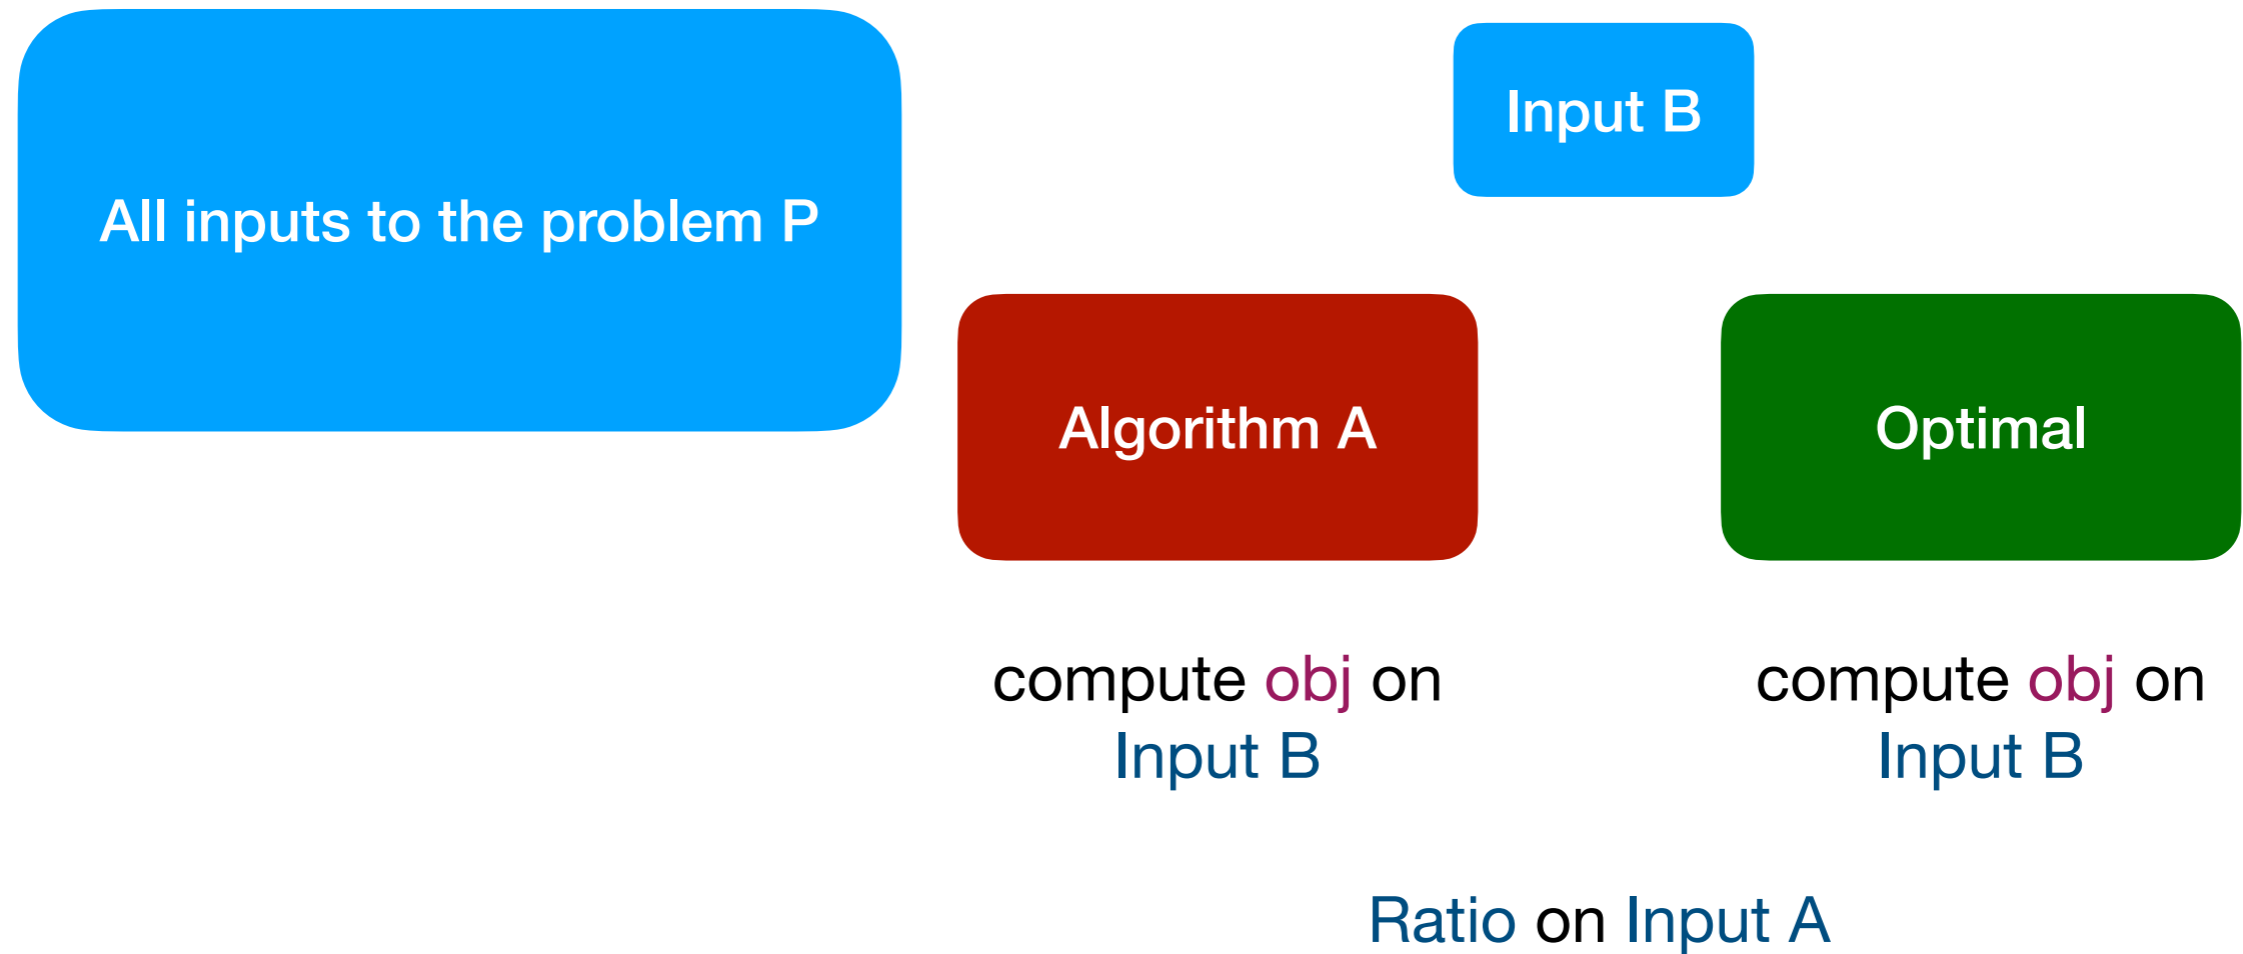 All inputs to the problem P
Input B
Algorithm A
Optimal
compute obj on
Input B
compute obj on
Input B
Ratio on Input A